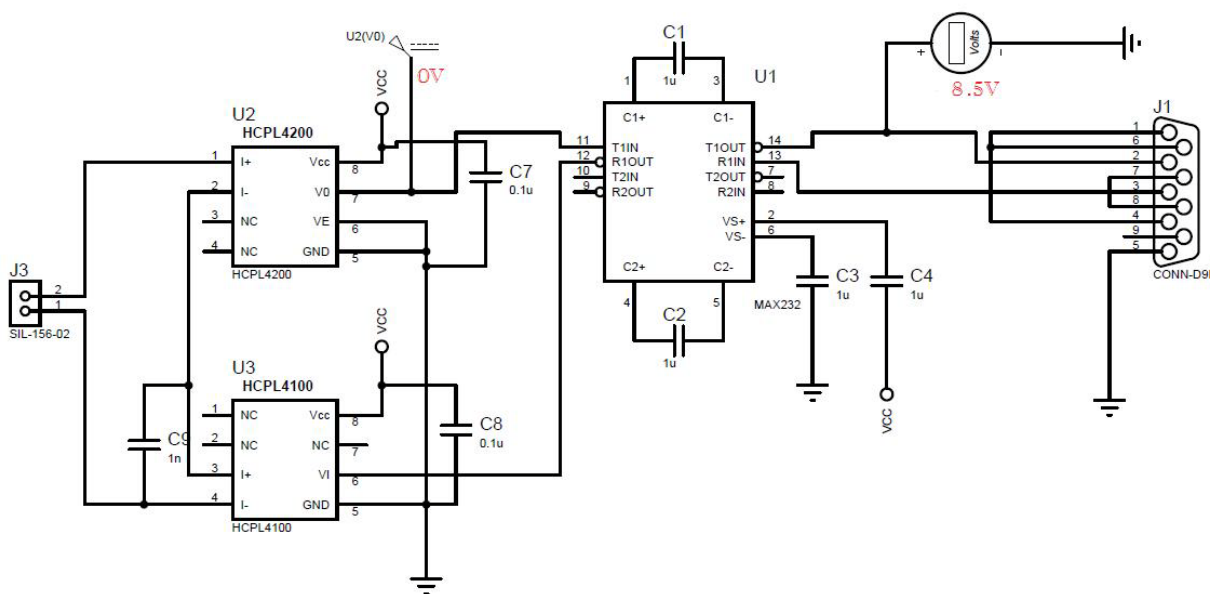 U2(V0)
0V
VCC
U2
HCPL4200
1 I+ Vcc 8
2 I- V0 7
3 NC VE 6
4 NC GND 5
HCPL4200
C7
0.1u
J3
2
1
SIL-156-02
VCC
U3
HCPL4100
1 NC Vcc 8
2 NC NC 7
3 I+ VI 6
4 I- GND 5
HCPL4100
C9
1n
C8
0.1u
C1
1u
U1
1 3
C1+ C1-
11 T1IN T1OUT 14
12 R1OUT R1IN 13
10 T2IN T2OUT 7
9 R2OUT R2IN 8
VS+ 2
VS- 6
C2+ C2-
4 5
MAX232
C2
1u
C3
1u
C4
1u
VCC
+ Volts -
8.5V
J1
1
6
2
7
3
8
4
9
5